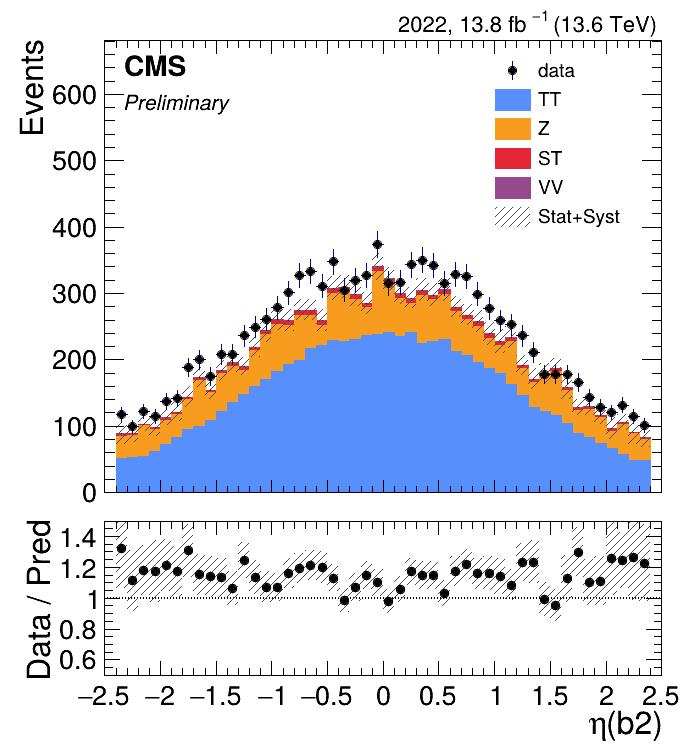 2022, 13.8 fb⁻¹ (13.6 TeV)
CMS
Preliminary
data
TT
Z
ST
VV
Stat+Syst
Events
600
500
400
300
200
100
0
Data / Pred
1.4
1.2
1
0.8
0.6
−2.5 −2 −1.5 −1 −0.5 0 0.5 1 1.5 2 2.5
η(b2)